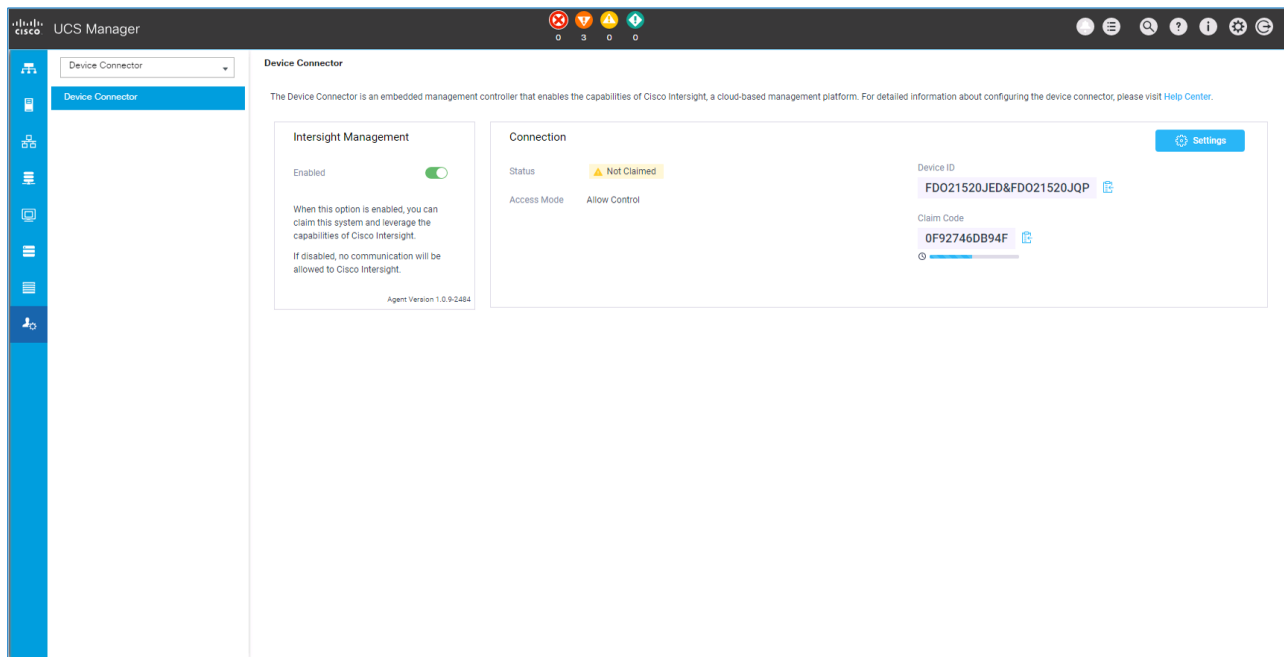 CISCO UCS Manager
0 3 0 0
Device Connector
Device Connector
Device Connector
The Device Connector is an embedded management controller that enables the capabilities of Cisco Intersight, a cloud-based management platform. For detailed information about configuring the device connector, please visit Help Center.
Intersight Management
Enabled
When this option is enabled, you can
claim this system and leverage the
capabilities of Cisco Intersight.
If disabled, no communication will be
allowed to Cisco Intersight.
Agent Version 1.0.9-2484
Connection
Settings
Status Not Claimed
Access Mode Allow Control
Device ID
FDO21520JED&FDO21520JQP
Claim Code
0F92746DB94F